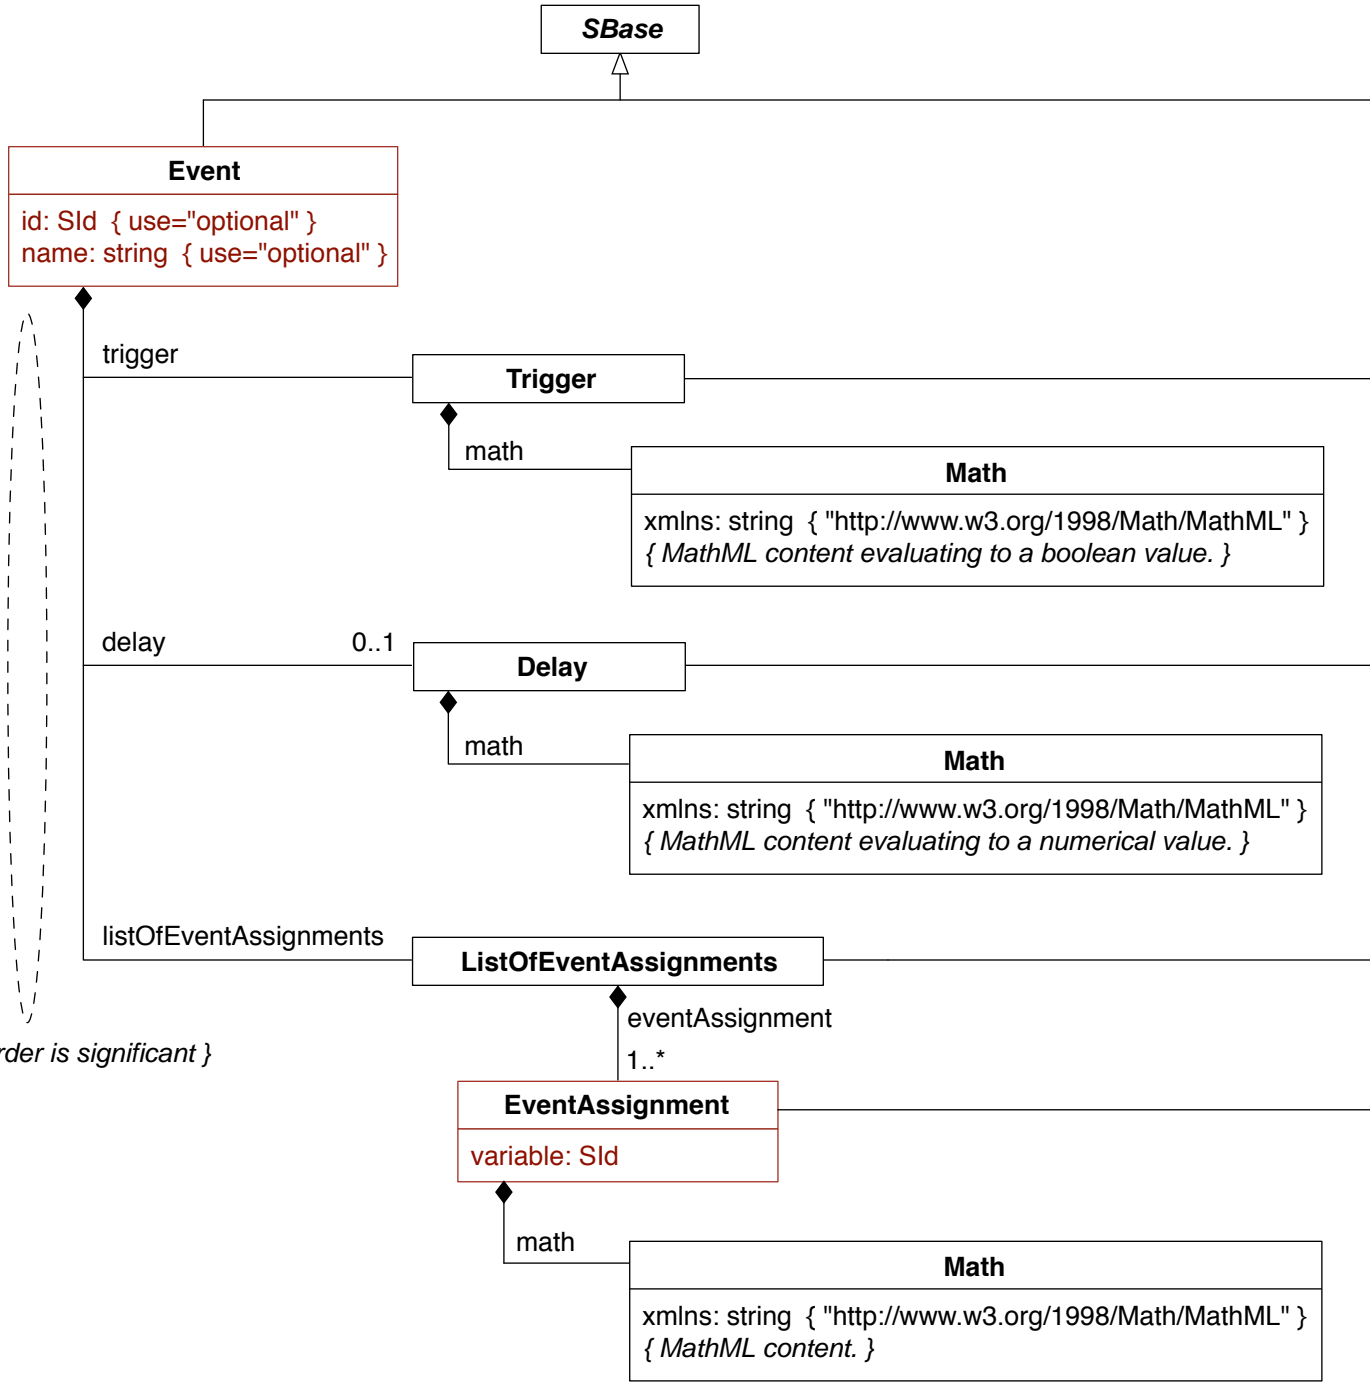 SBase
Event
id: SId { use="optional" }
name: string { use="optional" }
trigger
Trigger
math
Math
xmlns: string { "http://www.w3.org/1998/Math/MathML" }
{ MathML content evaluating to a boolean value. }
delay 0..1
Delay
math
Math
xmlns: string { "http://www.w3.org/1998/Math/MathML" }
{ MathML content evaluating to a numerical value. }
listOfEventAssignments
ListOfEventAssignments
eventAssignment
1..*
is significant }
EventAssignment
variable: SId
math
Math
xmlns: string { "http://www.w3.org/1998/Math/MathML" }
{ MathML content. }